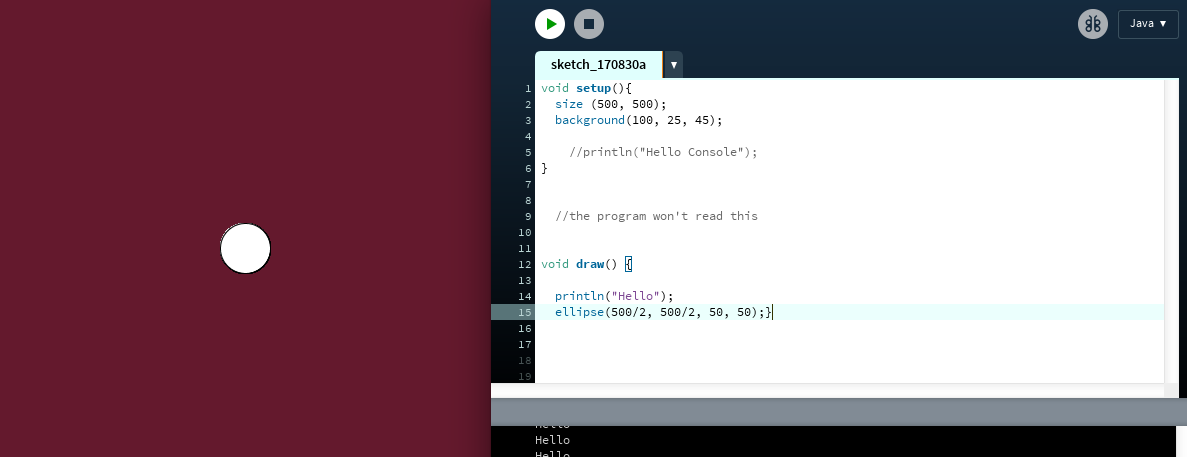 Java ▼
sketch_170830a ▼
1 void setup(){
2 size (500, 500);
3 background(100, 25, 45);
4
5 //println("Hello Console");
6 }
7
8
9 //the program won't read this
10
11
12 void draw() {
13
14 println("Hello");
15 ellipse(500/2, 500/2, 50, 50);}
16
17
18
19
Hello
Hello
Hello